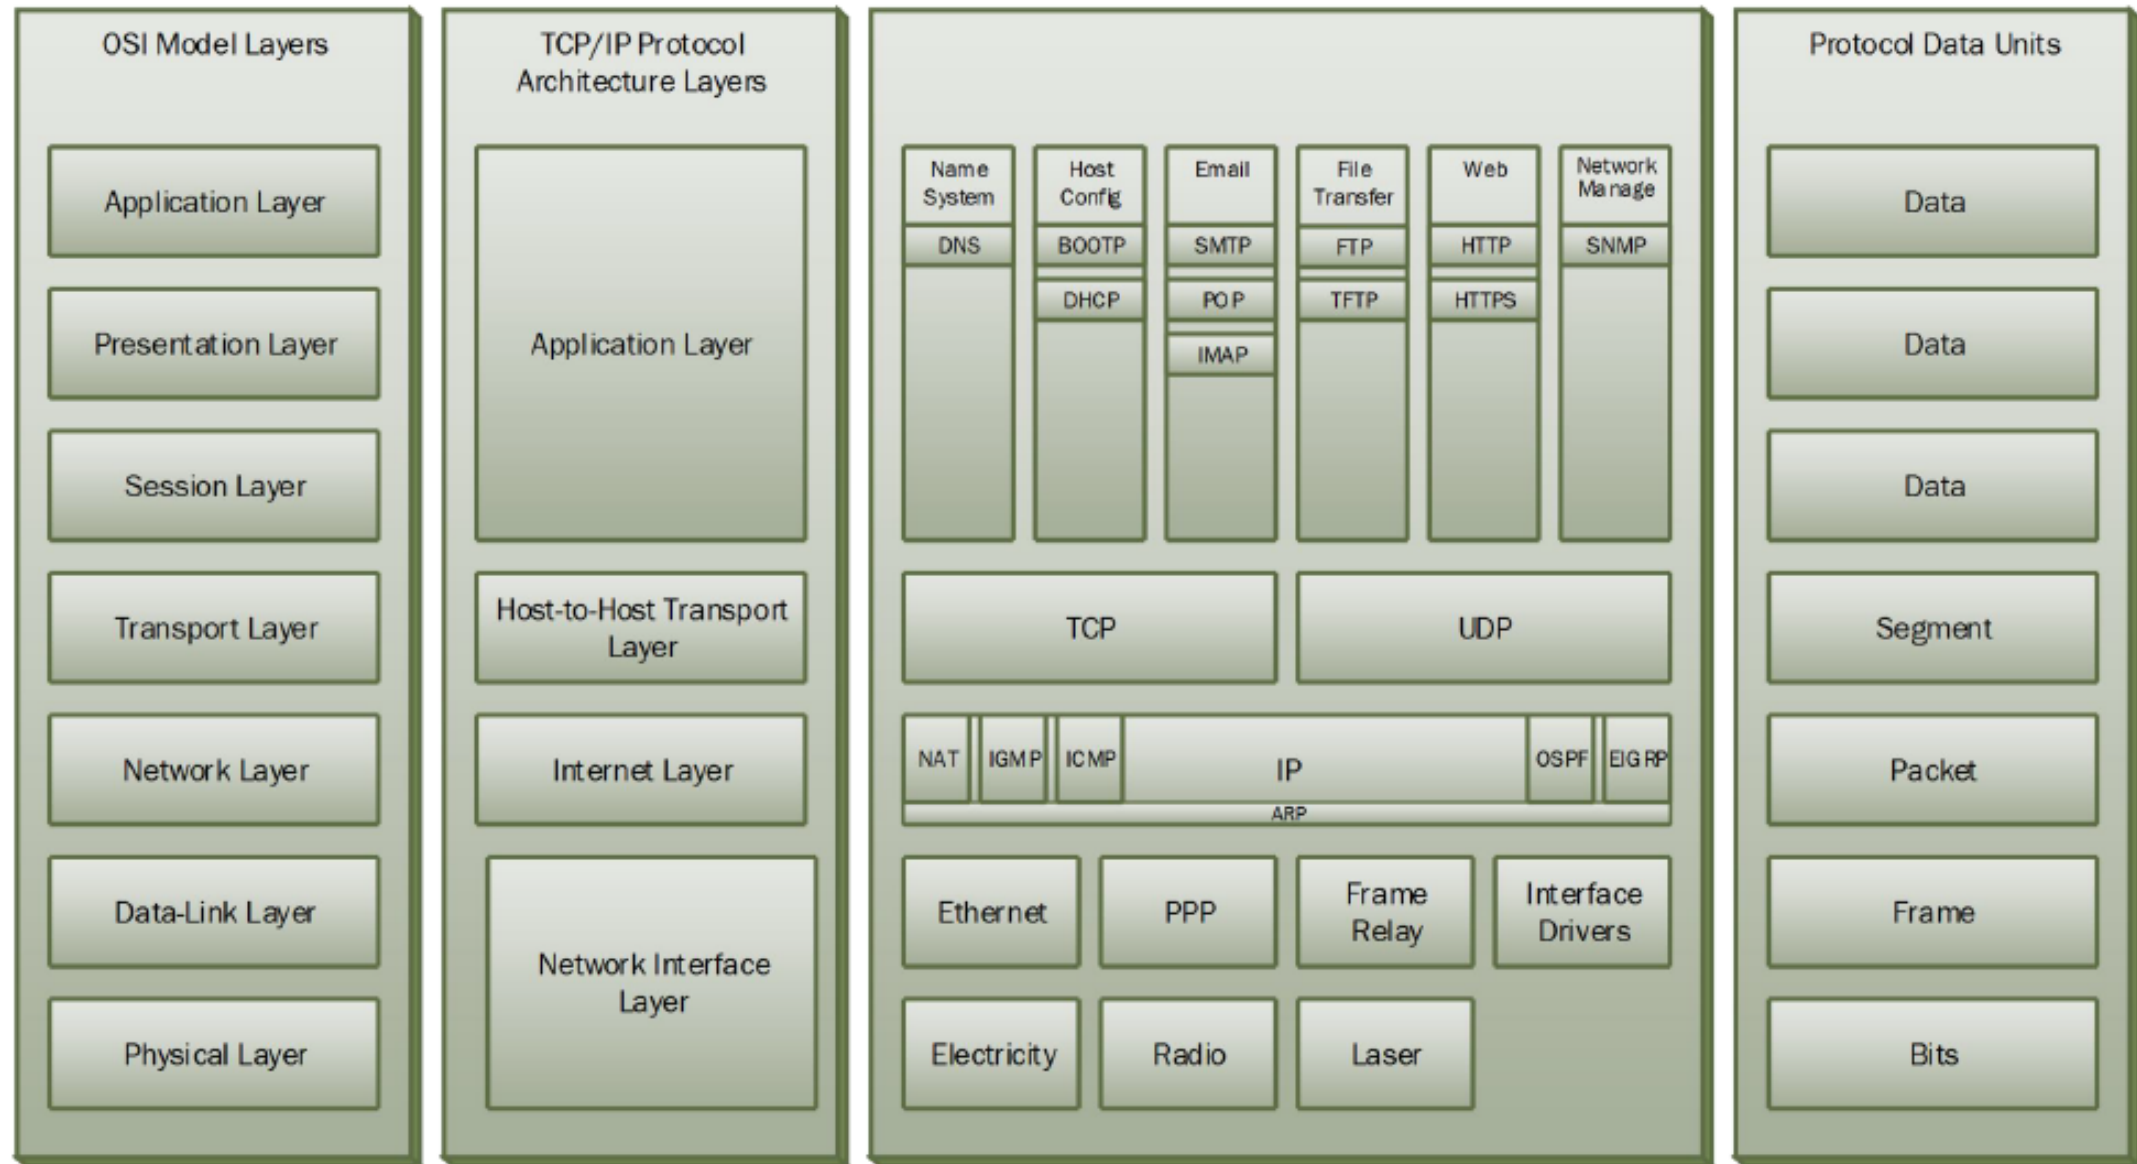 OSI Model Layers
Application Layer
Presentation Layer
Session Layer
Transport Layer
Network Layer
Data-Link Layer
Physical Layer
TCP/IP Protocol
Architecture Layers
Application Layer
Host-to-Host Transport
Layer
Internet Layer
Network Interface
Layer
Name
System
DNS
Host
Config
BOOTP
DHCP
Email
SMTP
POP
IMAP
File
Transfer
FTP
TFTP
Web
HTTP
HTTPS
Network
Manage
SNMP
TCP
UDP
NAT
IGMP
ICMP
IP
OSPF
EIGRP
ARP
Ethernet
PPP
Frame
Relay
Interface
Drivers
Electricity
Radio
Laser
Protocol Data Units
Data
Data
Data
Segment
Packet
Frame
Bits